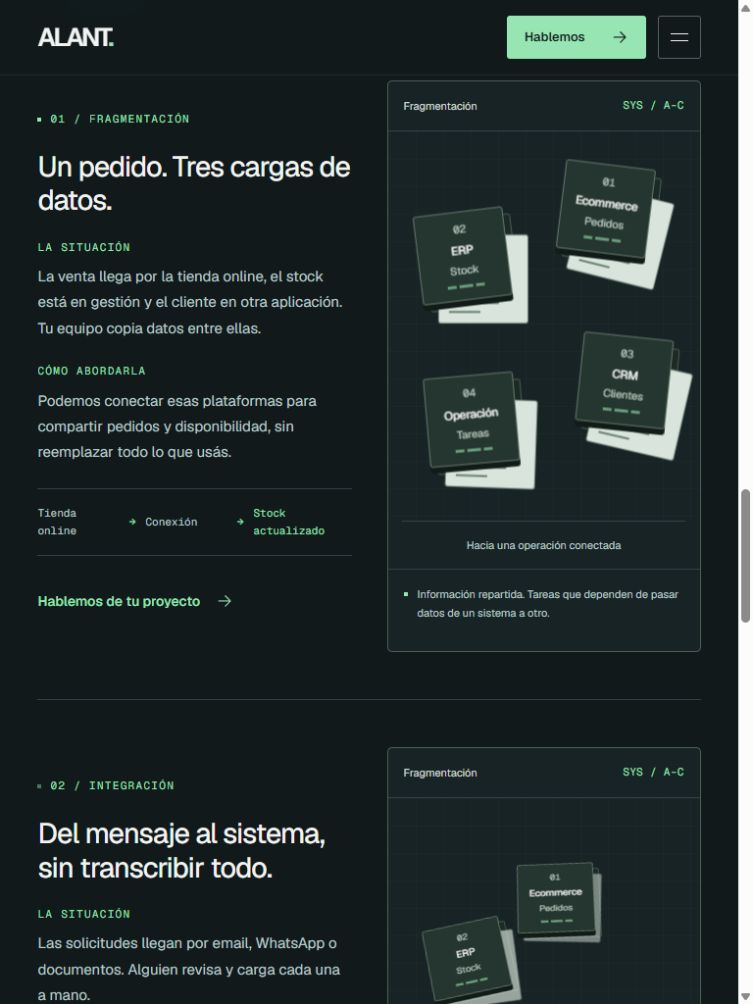 ALANT.
Hablemos
01 / FRAGMENTACIÓN
Un pedido. Tres cargas de
datos.
LA SITUACIÓN
La venta llega por la tienda online, el stock
está en gestión y el cliente en otra aplicación.
Tu equipo copia datos entre ellas.
CÓMO ABORDARLA
Podemos conectar esas plataformas para
compartir pedidos y disponibilidad, sin
reemplazar todo lo que usás.
Tienda
online
Conexión
Stock
actualizado
Hablemos de tu proyecto
Fragmentación
SYS / A—C
01
Ecommerce
Pedidos
02
ERP
Stock
03
CRM
Clientes
04
Operación
Tareas
Hacia una operación conectada
Información repartida. Tareas que dependen de pasar
datos de un sistema a otro.
02 / INTEGRACIÓN
Del mensaje al sistema,
sin transcribir todo.
LA SITUACIÓN
Las solicitudes llegan por email, WhatsApp o
documentos. Alguien revisa y carga cada una
a mano.
Fragmentación
SYS / A—C
01
Ecommerce
Pedidos
02
ERP
Stock